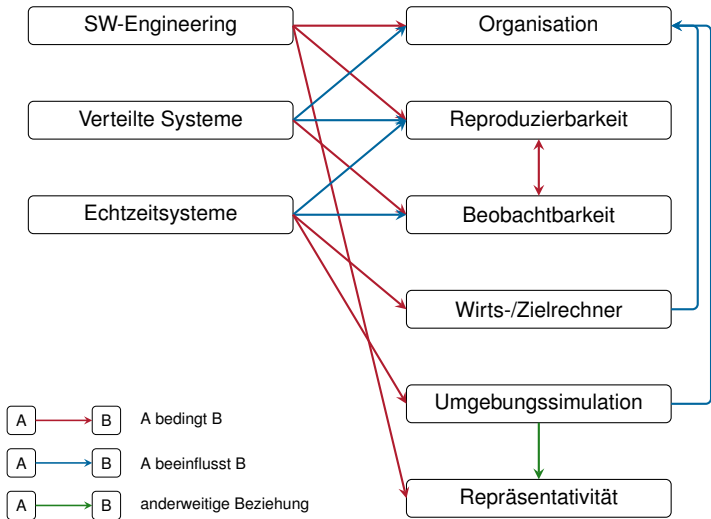 SW-Engineering
Organisation
Verteilte Systeme
Reproduzierbarkeit
Echtzeitsysteme
Beobachtbarkeit
Wirts-/Zielrechner
Umgebungssimulation
Repräsentativität
A B A bedingt B
A B A beeinflusst B
A B anderweitige Beziehung